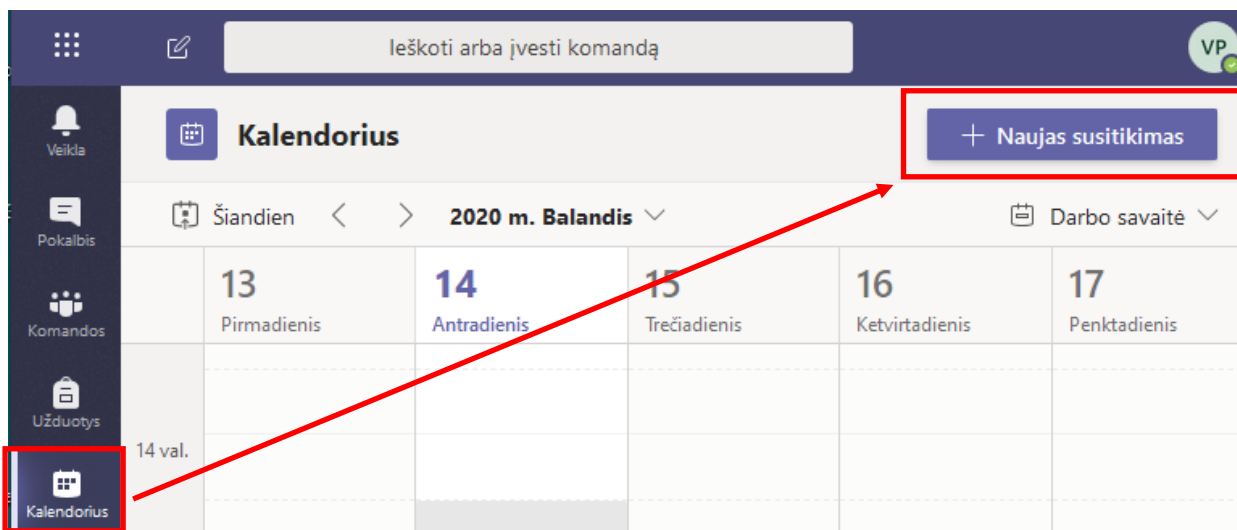 Ieškoti arba įvesti komandą
VP
Veikla
Pokalbis
Komandos
Užduotys
Kalendorius
Kalendorius
Naujas susitikimas
Šiandien
2020 m. Balandis
Darbo savaitė
13
Pirmadienis
14
Antradienis
15
Trečiadienis
16
Ketvirtadienis
17
Penktadienis
14 val.